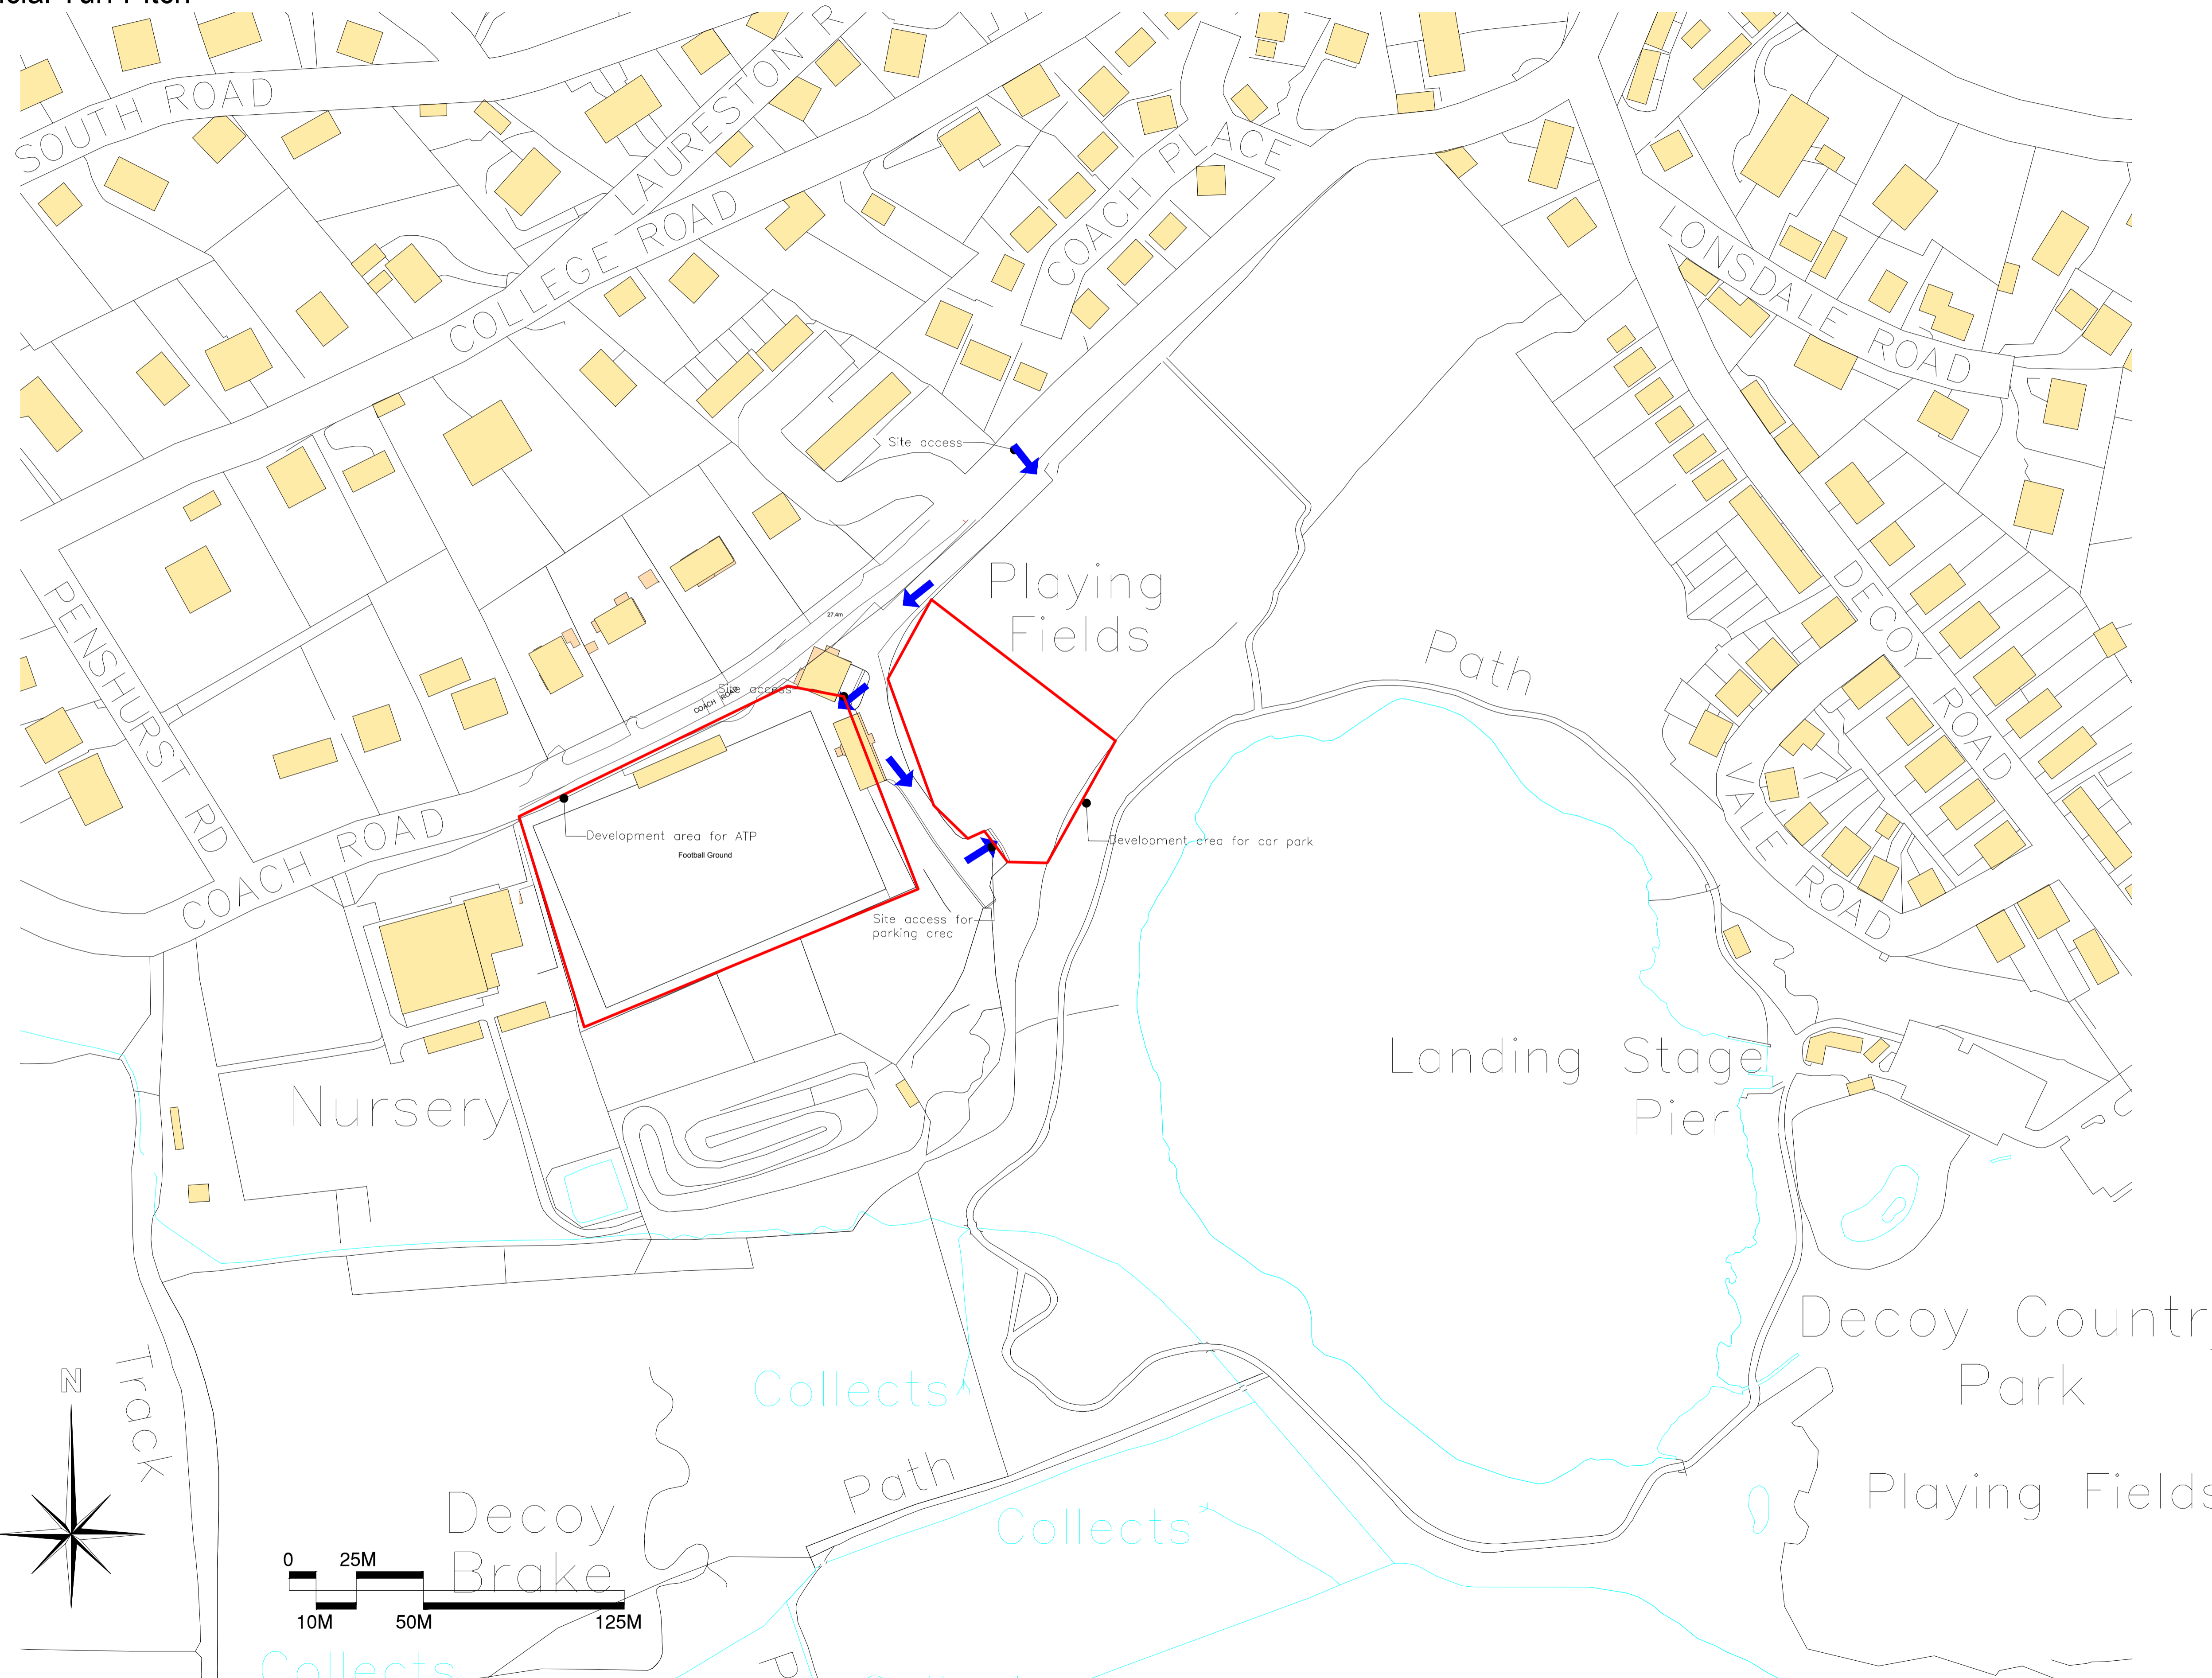 Turf Pitch
SOUTH ROAD
LAURESTON R
COLLEGE ROAD
COACH PLACE
LONSDALE ROAD
Site access
Playing
Fields
PENSHURST RD
27.4m
Path
DECOY ROAD
Site access
COACH ROAD
VALE ROAD
COACH ROAD
Development area for ATP
Football Ground
Development area for car park
Site access for
parking area
Landing Stage
Pier
Nursery
Decoy Countr
Park
Track
N
Collects
Path
Playing Fields
Decoy
Brake
Collects
0 25M
10M 50M 125M
P
Collects